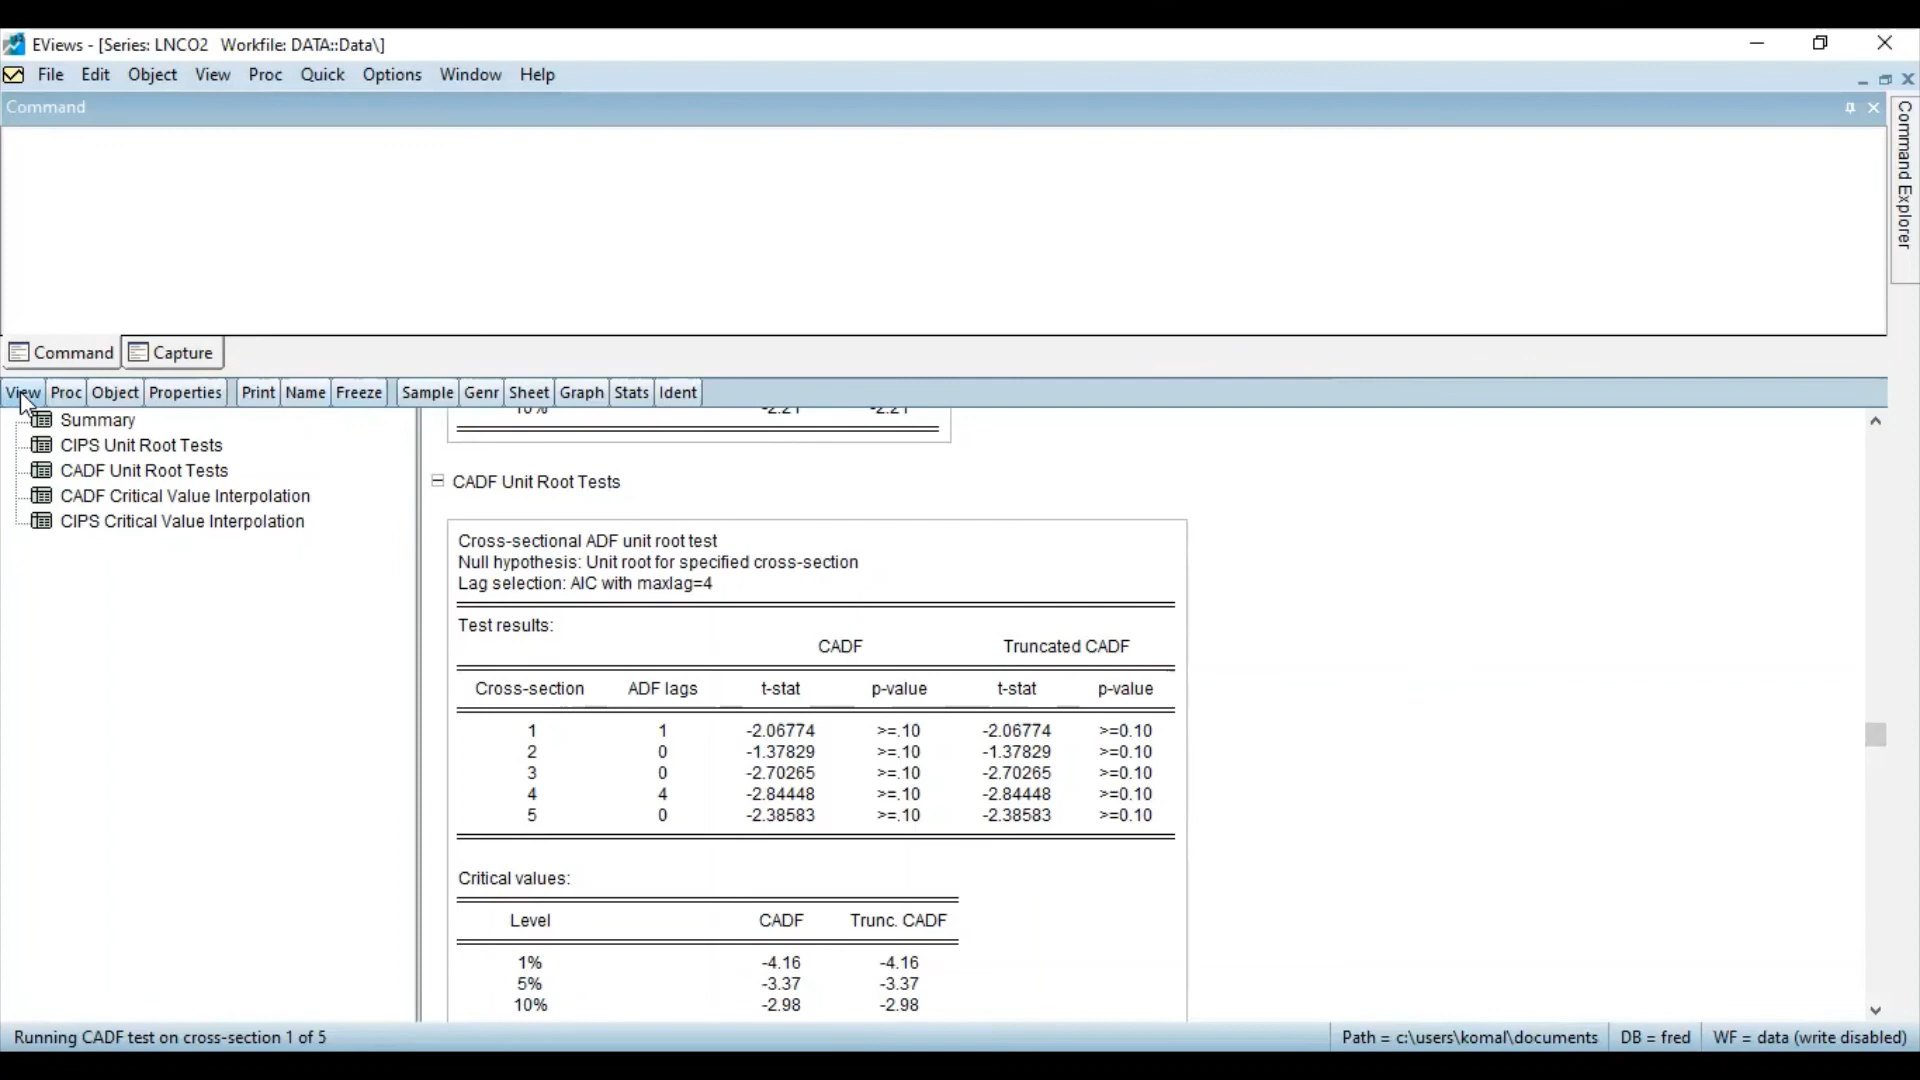 EViews - [Series: LNCO2 Workfile: DATA::Data\]
File Edit Object View Proc Quick Options Window Help
Command
Command Explorer
Command Capture
View Proc Object Properties Print Name Freeze Sample Genr Sheet Graph Stats Ident
Summary
CIPS Unit Root Tests
CADF Unit Root Tests
CADF Critical Value Interpolation
CIPS Critical Value Interpolation
10% -2.21 -2.21
CADF Unit Root Tests
Cross-sectional ADF unit root test
Null hypothesis: Unit root for specified cross-section
Lag selection: AIC with maxlag=4
Test results:
CADF Truncated CADF
Cross-section ADF lags t-stat p-value t-stat p-value
1 1 -2.06774 >=.10 -2.06774 >=0.10
2 0 -1.37829 >=.10 -1.37829 >=0.10
3 0 -2.70265 >=.10 -2.70265 >=0.10
4 4 -2.84448 >=.10 -2.84448 >=0.10
5 0 -2.38583 >=.10 -2.38583 >=0.10
Critical values:
Level CADF Trunc. CADF
1% -4.16 -4.16
5% -3.37 -3.37
10% -2.98 -2.98
Running CADF test on cross-section 1 of 5
Path = c:\users\komal\documents DB = fred WF = data (write disabled)